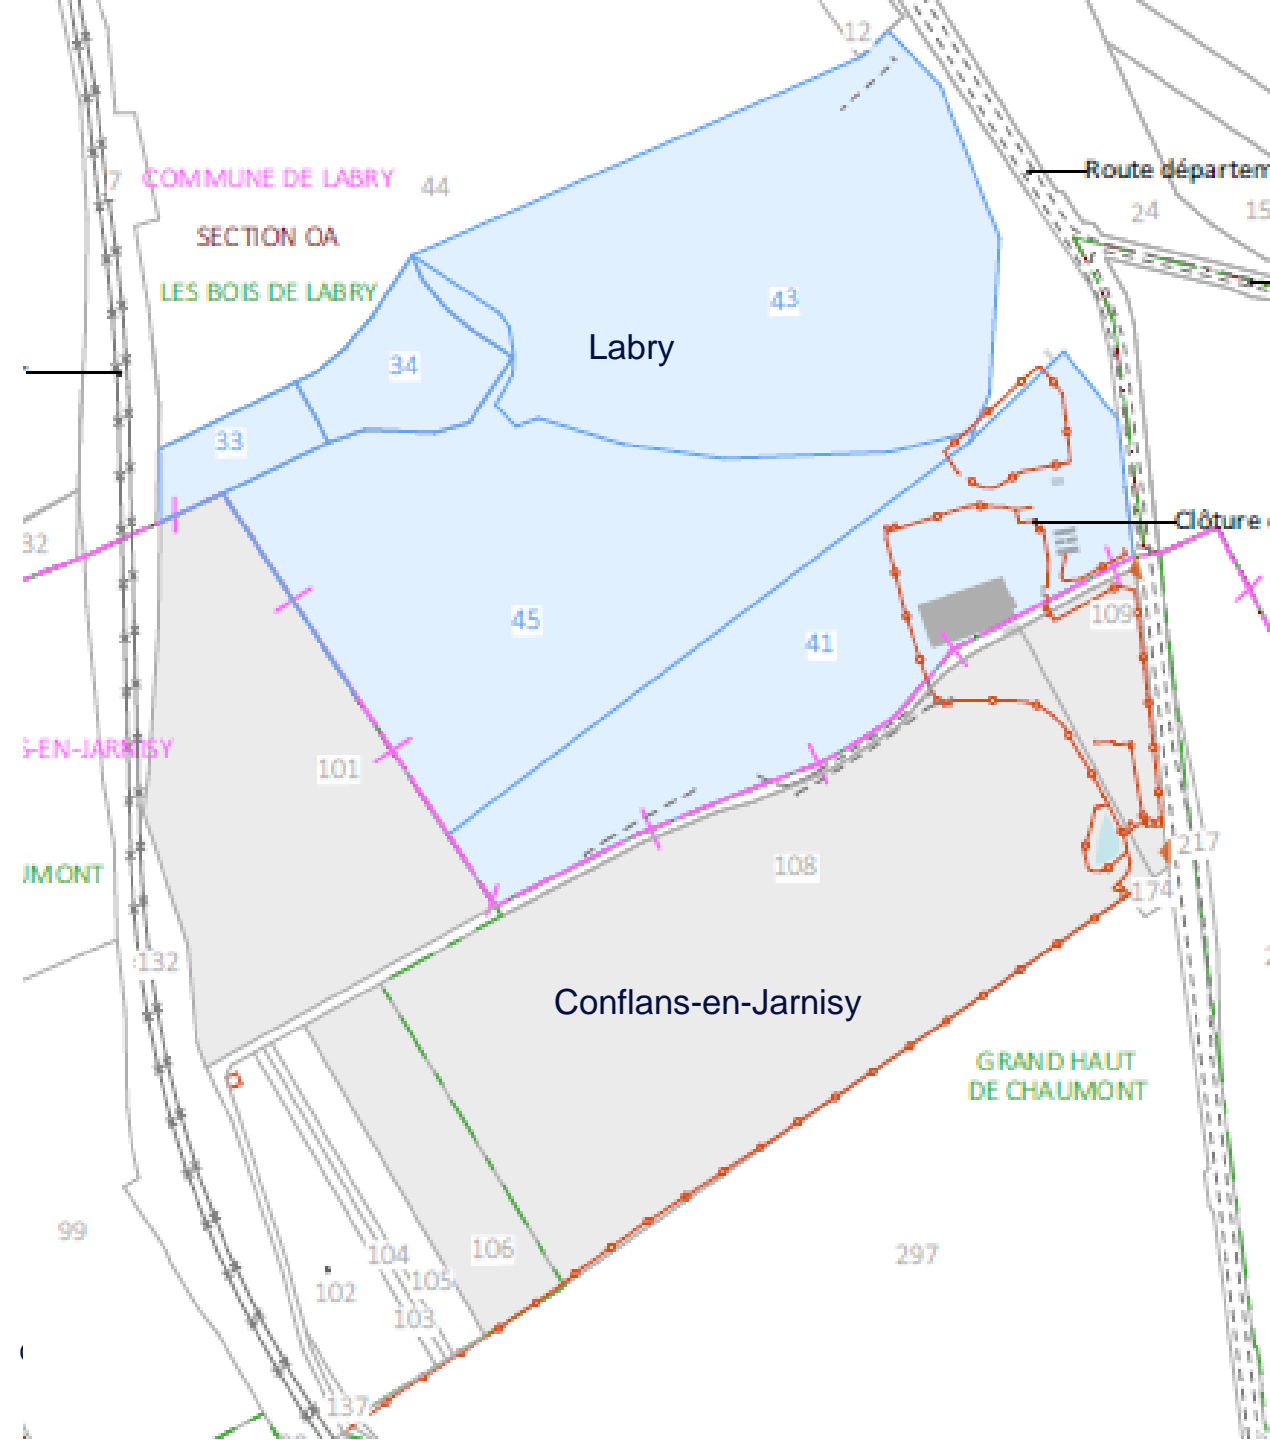 12
7
COMMUNE DE LABRY
44
Route départem
SECTION OA
24
15
LES BOIS DE LABRY
43
Labry
34
33
Clôture
32
45
41
109
101
108
217
174
132
Conflans-en-Jarnisy
GRAND HAUT
DE CHAUMONT
99
106
104
297
105
102
103
137